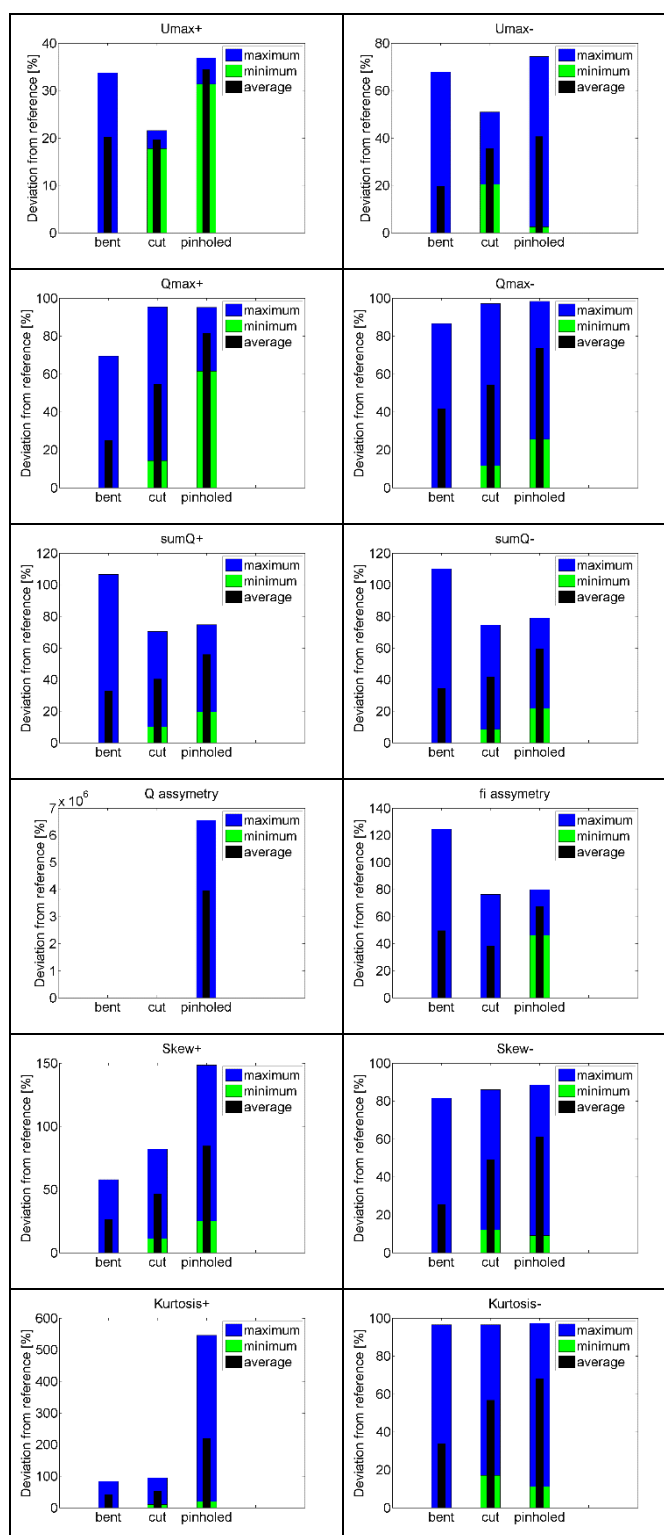 Umax+
Deviation from reference [%]
40
30
20
10
0
maximum
minimum
average
bent cut pinholed
Umax-
Deviation from reference [%]
80
60
40
20
0
maximum
minimum
average
bent cut pinholed
Qmax+
Deviation from reference [%]
100
80
60
40
20
0
maximum
minimum
average
bent cut pinholed
Qmax-
Deviation from reference [%]
100
80
60
40
20
0
maximum
minimum
average
bent cut pinholed
sumQ+
Deviation from reference [%]
120
100
80
60
40
20
0
maximum
minimum
average
bent cut pinholed
sumQ-
Deviation from reference [%]
120
100
80
60
40
20
0
maximum
minimum
average
bent cut pinholed
Q assymetry
Deviation from reference [%]
x 10^6
7
6
5
4
3
2
1
0
maximum
minimum
average
bent cut pinholed
fi assymetry
Deviation from reference [%]
140
120
100
80
60
40
20
0
maximum
minimum
average
bent cut pinholed
Skew+
Deviation from reference [%]
150
100
50
0
maximum
minimum
average
bent cut pinholed
Skew-
Deviation from reference [%]
100
80
60
40
20
0
maximum
minimum
average
bent cut pinholed
Kurtosis+
Deviation from reference [%]
600
500
400
300
200
100
0
maximum
minimum
average
bent cut pinholed
Kurtosis-
Deviation from reference [%]
100
80
60
40
20
0
maximum
minimum
average
bent cut pinholed